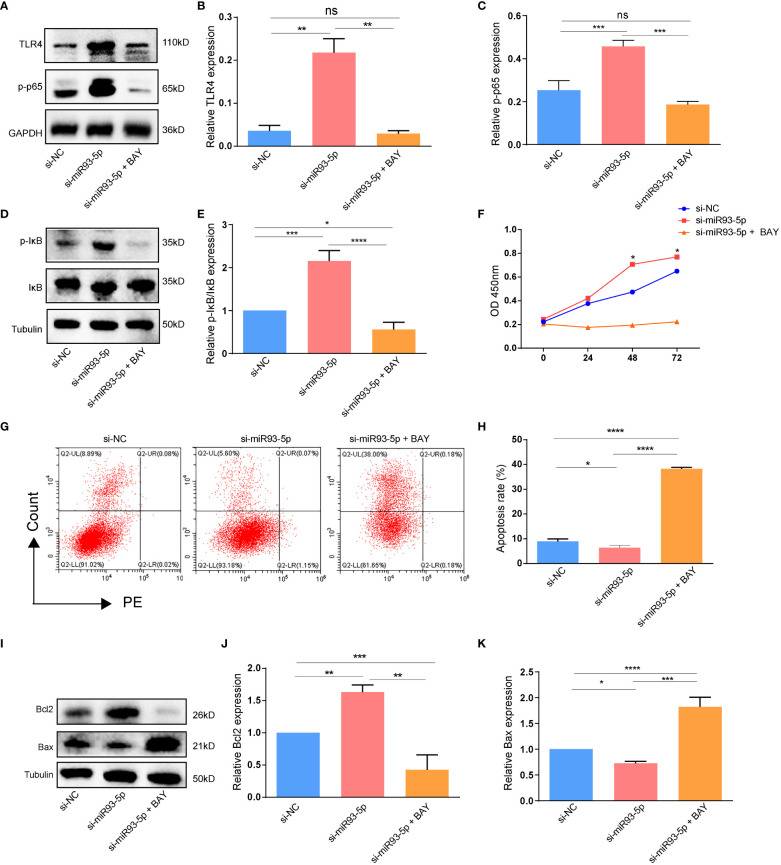 A
TLR4
110kD
p-p65
65kD
GAPDH
36kD
si-NC
si-miR93-5p
si-miR93-5p + BAY
B
ns
** **
Relative TLR4 expression
0.3
0.2
0.1
0.0
si-NC
si-miR93-5p
si-miR93-5p + BAY
C
ns
*** ***
Relative p-p65 expression
0.6
0.4
0.2
0.0
si-NC
si-miR93-5p
si-miR93-5p + BAY
D
p-IκB
35kD
IκB
35kD
Tubulin
50kD
si-NC
si-miR93-5p
si-miR93-5p + BAY
E
*
*** ****
Relative p-IκB/IκB expression
3
2
1
0
si-NC
si-miR93-5p
si-miR93-5p + BAY
F
si-NC
si-miR93-5p
si-miR93-5p + BAY
* *
OD 450nm
1.0
0.8
0.6
0.4
0.2
0 24 48 72
G
si-NC si-miR93-5p si-miR93-5p + BAY
Q2-UL(8.89%) Q2-UR(0.08%) Q2-UL(5.60%) Q2-UR(0.07%) Q2-UL(38.00%) Q2-UR(0.18%)
Q2-LL(91.02%) Q2-LR(0.02%) Q2-LL(93.18%) Q2-LR(1.15%) Q2-LL(61.65%) Q2-LR(0.18%)
10⁴ 10⁵ 10⁴ 10⁵ 10⁴ 10⁵
Count
PE
H
****
* ****
Apoptosis rate (%)
50
40
30
20
10
0
si-NC
si-miR93-5p
si-miR93-5p + BAY
I
Bcl2
26kD
Bax
21kD
Tubulin
50kD
si-NC
si-miR93-5p
si-miR93-5p + BAY
J
***
** **
Relative Bcl2 expression
2.0
1.5
1.0
0.5
0.0
si-NC
si-miR93-5p
si-miR93-5p + BAY
K
****
* ***
Relative Bax expression
2.5
2.0
1.5
1.0
0.5
0.0
si-NC
si-miR93-5p
si-miR93-5p + BAY